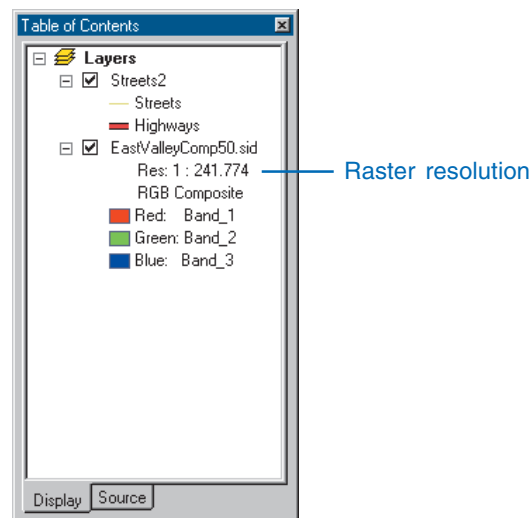 Table of Contents
Layers
Streets2
Streets
Highways
EastValleyComp50.sid
Res: 1 : 241.774
Raster resolution
RGB Composite
Red: Band_1
Green: Band_2
Blue: Band_3
Display
Source